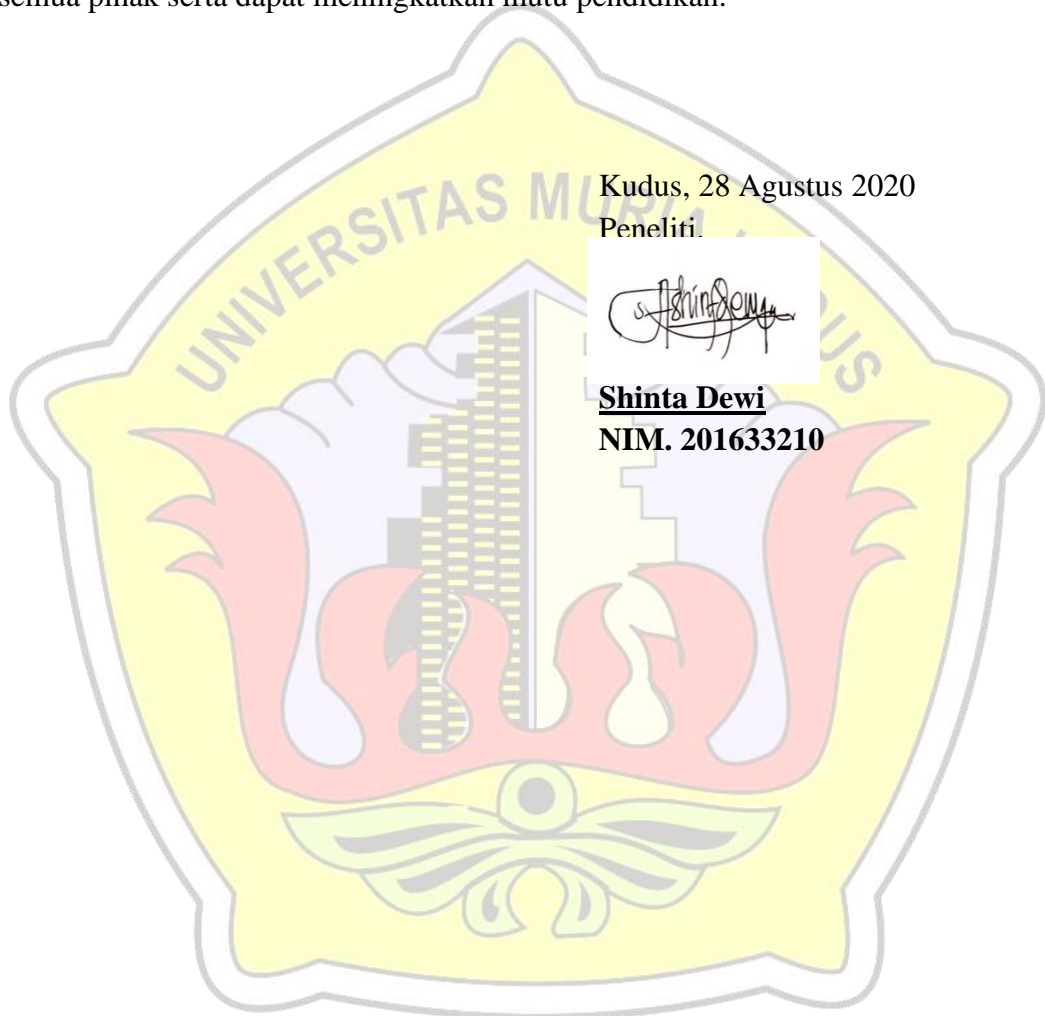 semua pihak serta dapat meningkatkan mutu pendidikan.
UNIVERSITAS MURIA KUDUS
Kudus, 28 Agustus 2020
Peneliti,
Shinta Dewi
NIM. 201633210